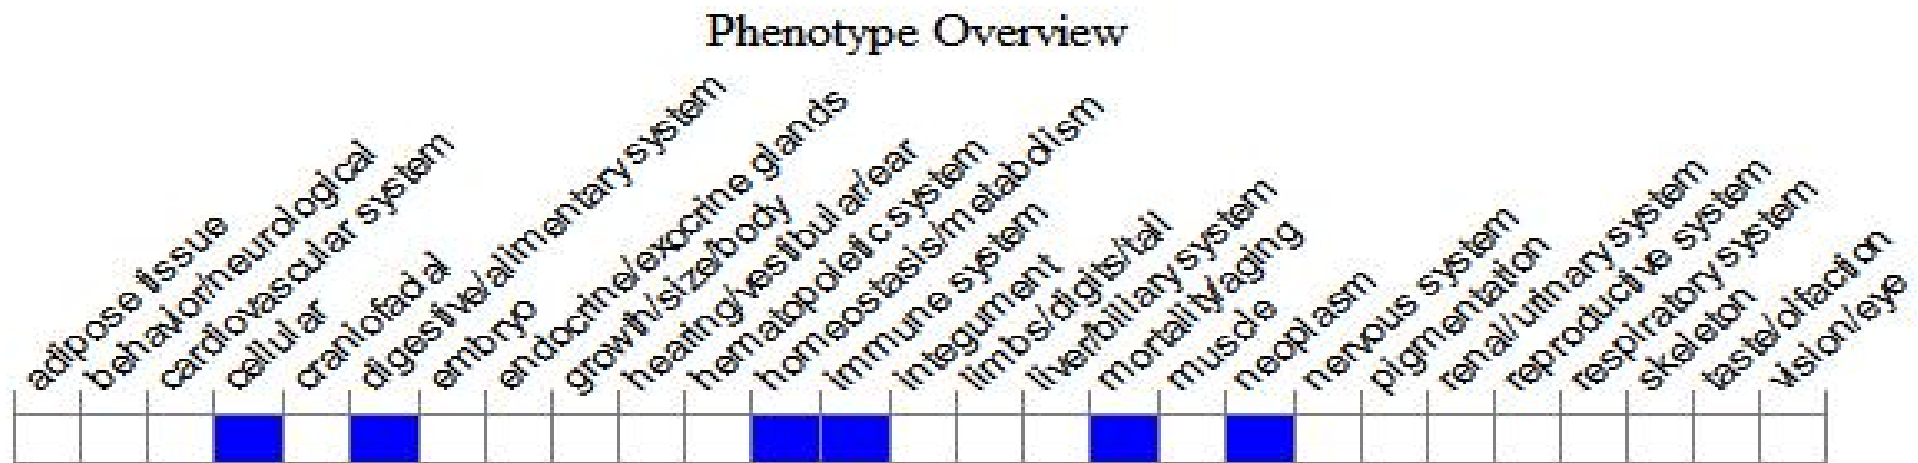 Phenotype Overview
adipose tissue
behavior/neurological
cardiovascular system
cellular
craniofacial
digestive/alimentary system
embryo
endocrine/exocrine glands
growth/size/body
hearing/vestibular/ear
hematopoietic system
homeostasis/metabolism
immune system
integument
limbs/digits/tail
liver/biliary system
mortality/aging
muscle
neoplasm
nervous system
pigmentation
renal/urinary system
reproductive system
respiratory system
skeleton
taste/olfaction
vision/eye